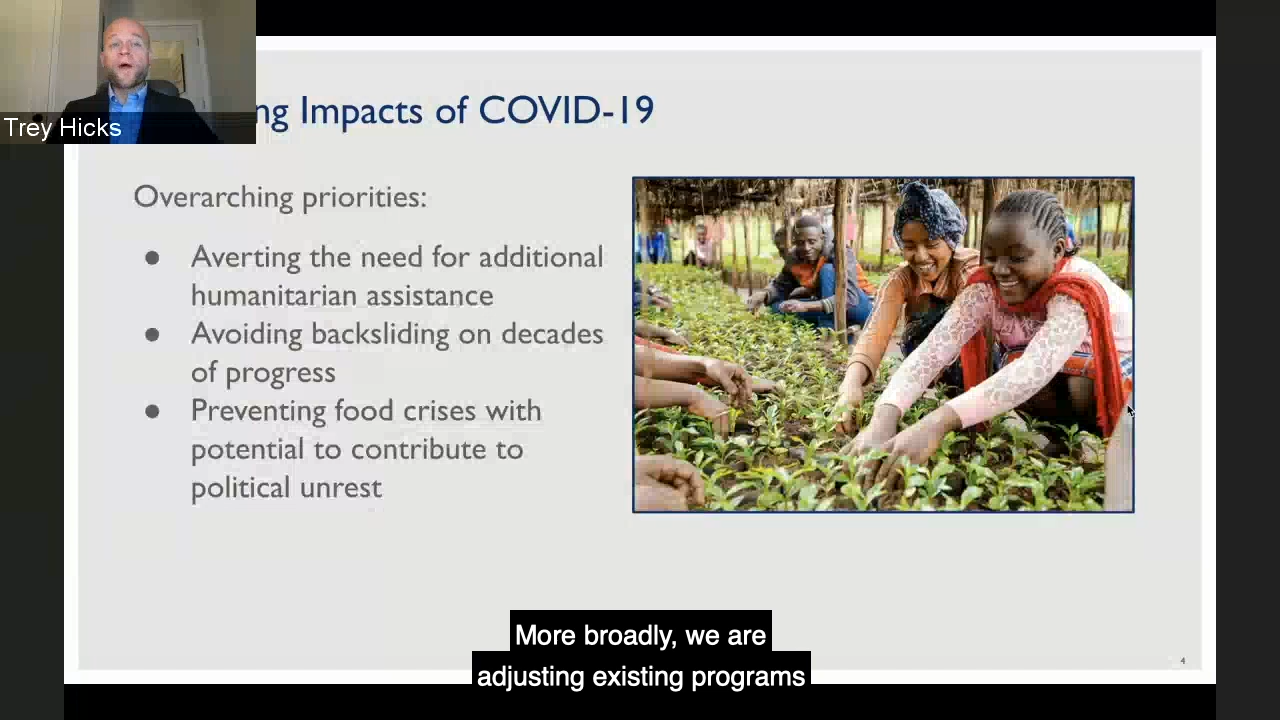 Trey Hicks
ng Impacts of COVID-19
Overarching priorities:
● Averting the need for additional
humanitarian assistance
● Avoiding backsliding on decades
of progress
● Preventing food crises with
potential to contribute to
political unrest
More broadly, we are
adjusting existing programs
4